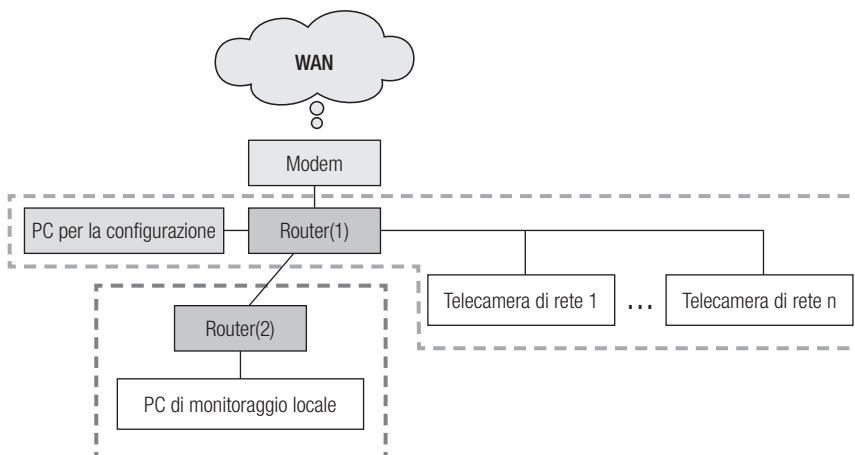 WAN
Modem
PC per la configurazione
Router(1)
Telecamera di rete 1
...
Telecamera di rete n
Router(2)
PC di monitoraggio locale